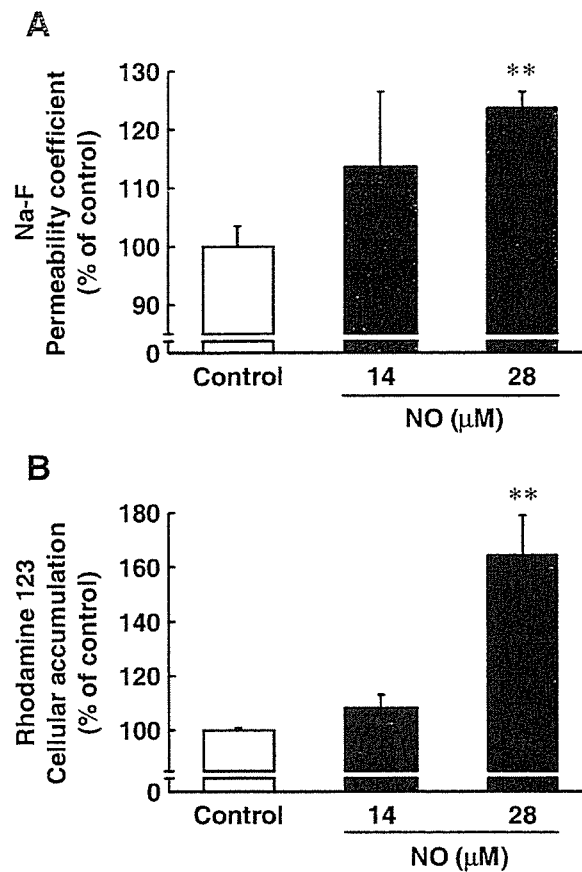 A
Na-F
Permeability coefficient
(% of control)
130
120
110
100
90
0
**
Control
14
28
NO (μM)
B
Rhodamine 123
Cellular accumulation
(% of control)
180
160
140
120
100
0
**
Control
14
28
NO (μM)